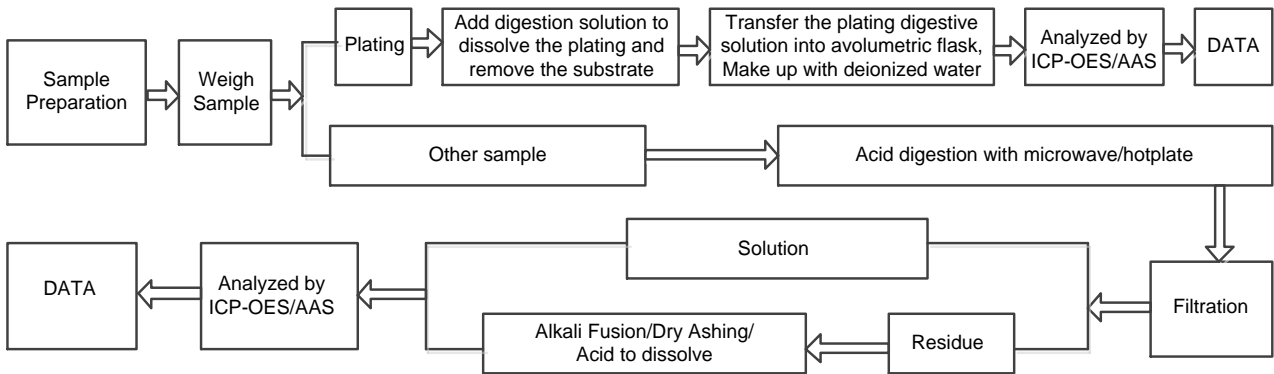 Sample
Preparation
Weigh
Sample
Plating
Add digestion solution to
dissolve the plating and
remove the substrate
Transfer the plating digestive
solution into avolumetric flask,
Make up with deionized water
Analyzed by
ICP-OES/AAS
DATA
Other sample
Acid digestion with microwave/hotplate
Filtration
Solution
Residue
Alkali Fusion/Dry Ashing/
Acid to dissolve
Analyzed by
ICP-OES/AAS
DATA